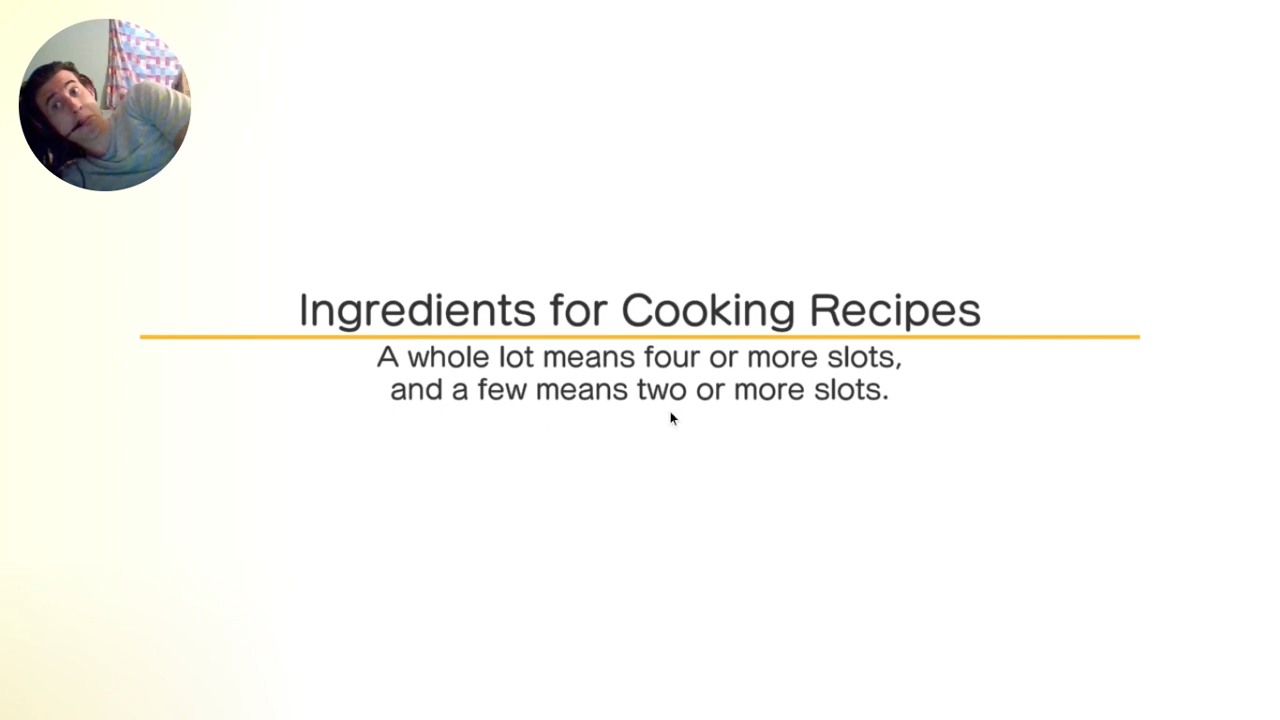 Ingredients for Cooking Recipes
A whole lot means four or more slots,
and a few means two or more slots.